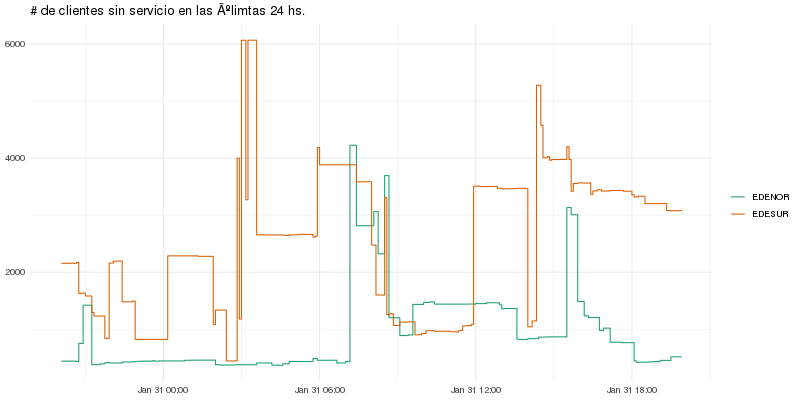 # de clientes sin servicio en las Ãºlimtas 24 hs.
6000
4000
2000
Jan 31 00:00
Jan 31 06:00
Jan 31 12:00
Jan 31 18:00
EDENOR
EDESUR